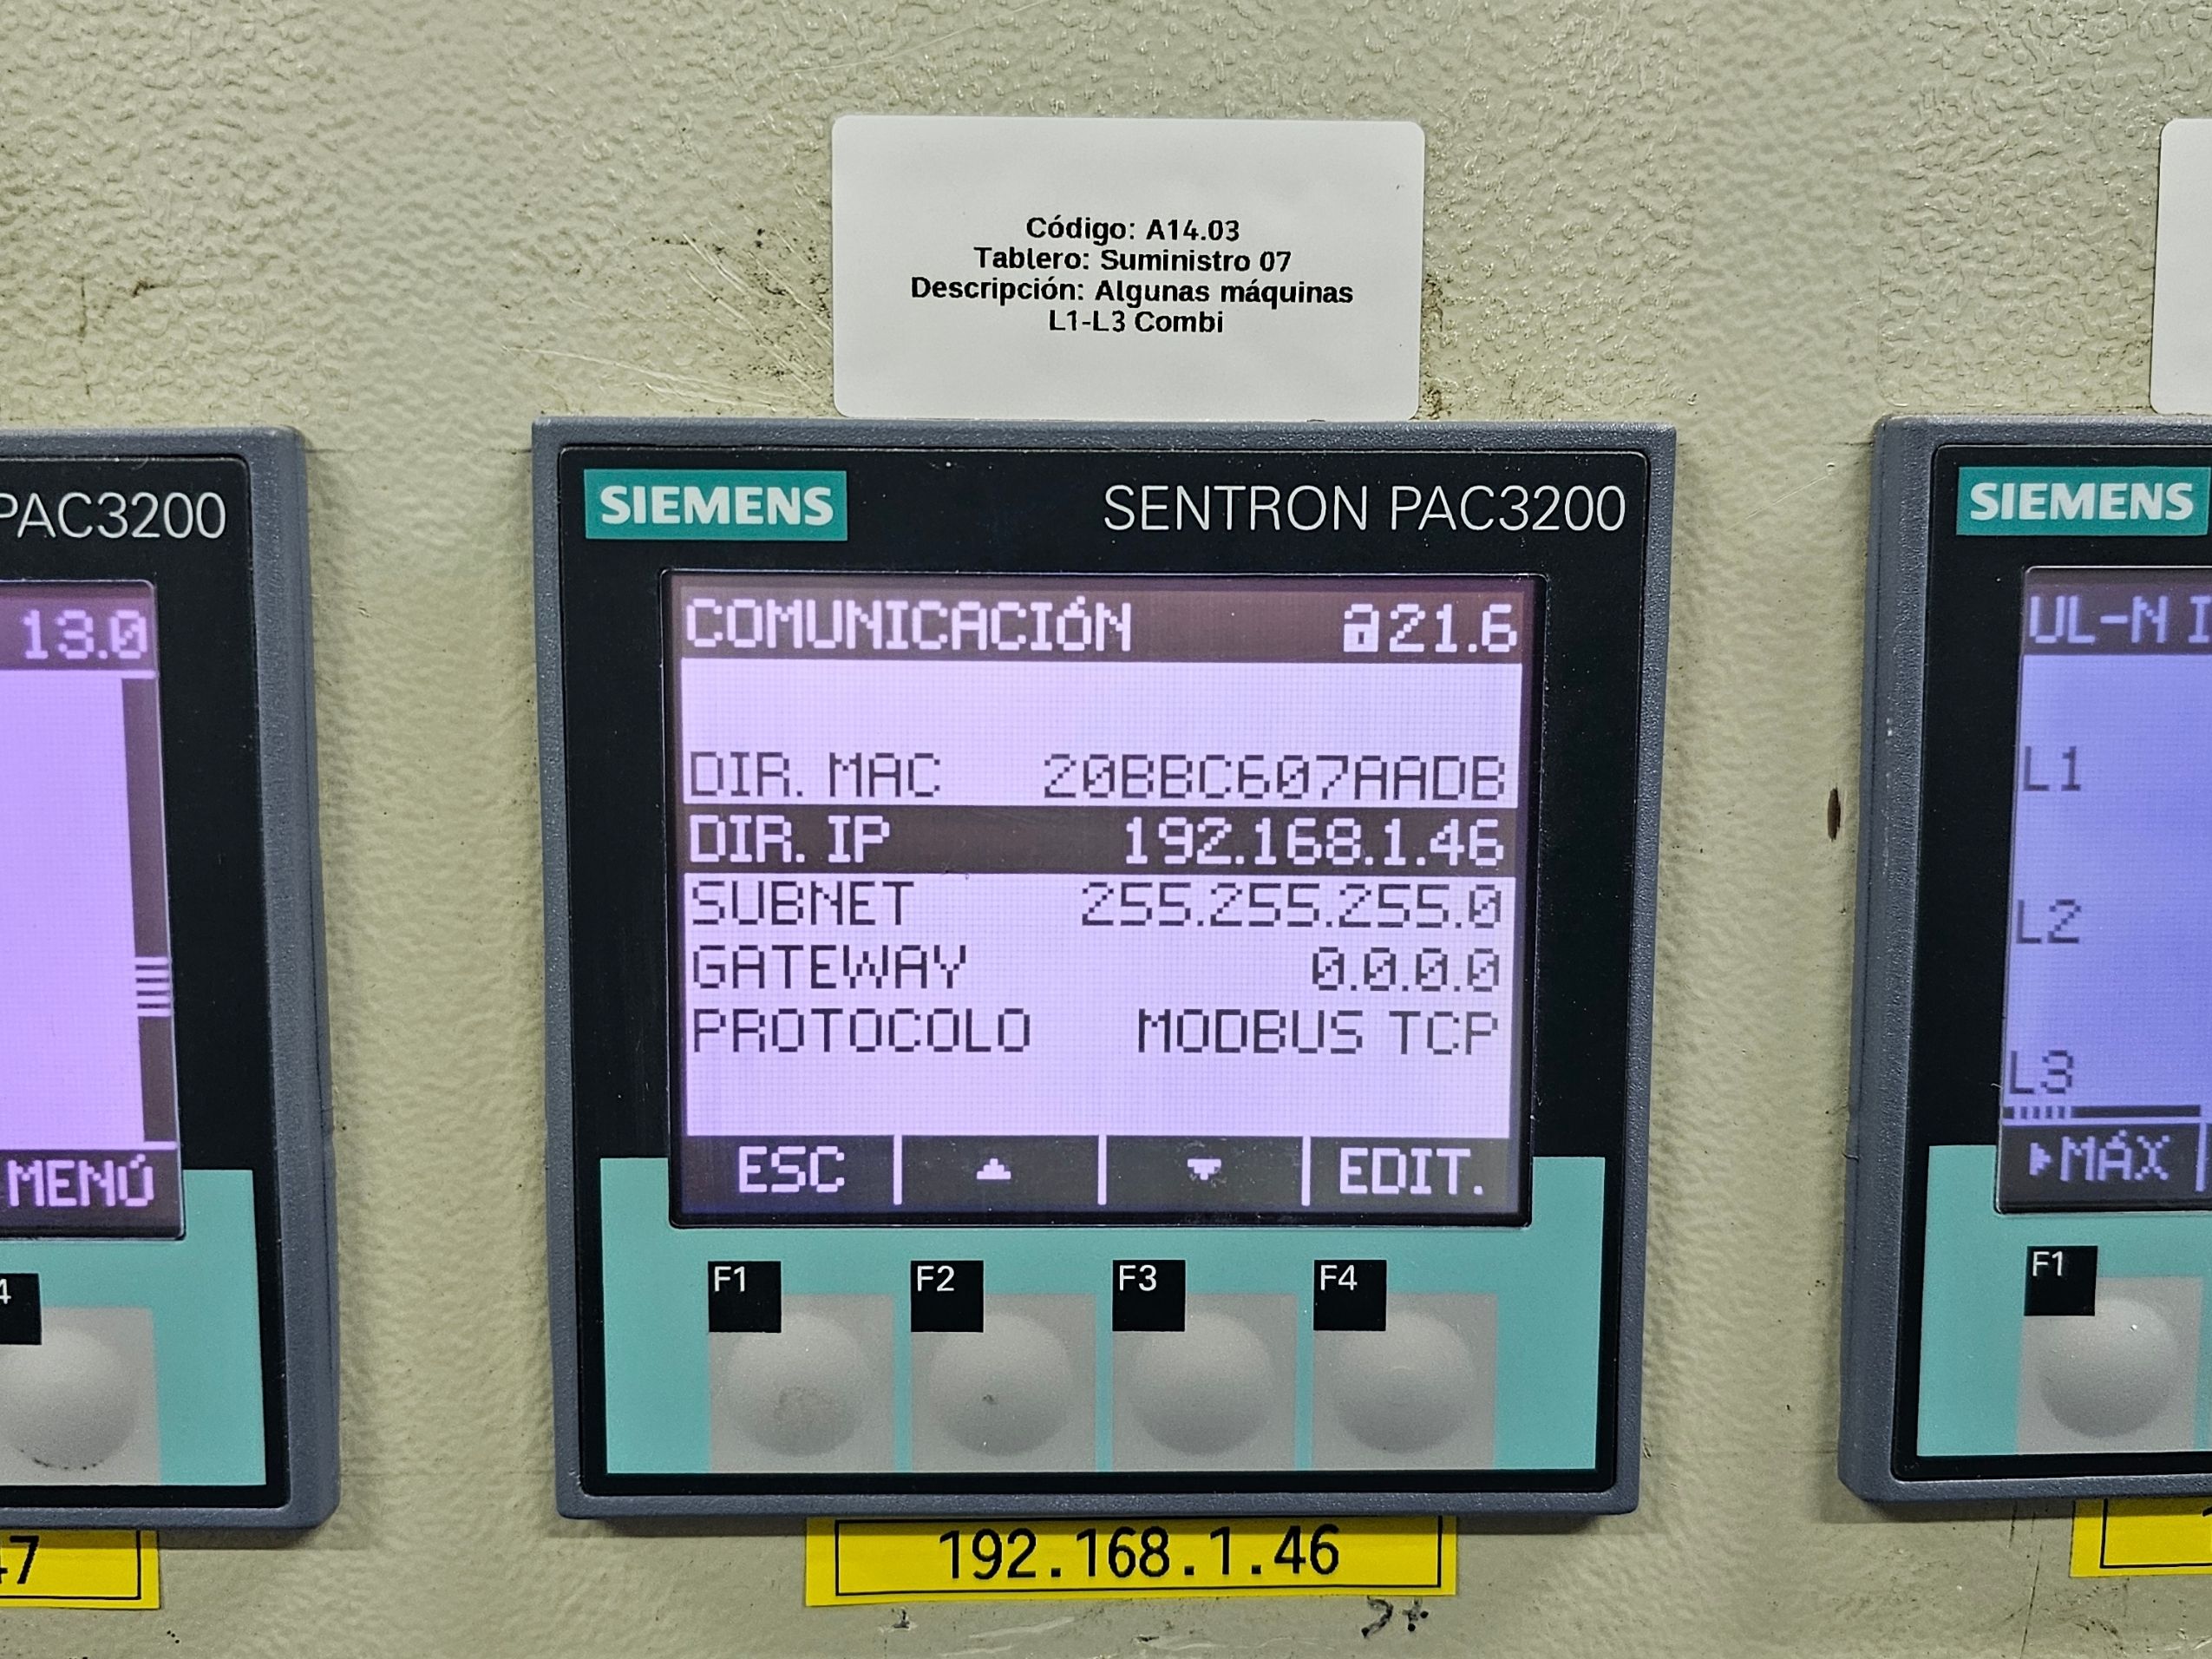 Código: A14.03
Tablero: Suministro 07
Descripción: Algunas máquinas
L1-L3 Combi
PAC3200
13.0
MENÚ
4
47
SIEMENS
SENTRON PAC3200
COMUNICACIÓN 21.6
DIR. MAC 20BBC607AADB
DIR. IP 192.168.1.46
SUBNET 255.255.255.0
GATEWAY 0.0.0.0
PROTOCOLO MODBUS TCP
ESC EDIT.
F1 F2 F3 F4
192.168.1.46
SIEMENS
UL-N
L1
L2
L3
MÁX
F1